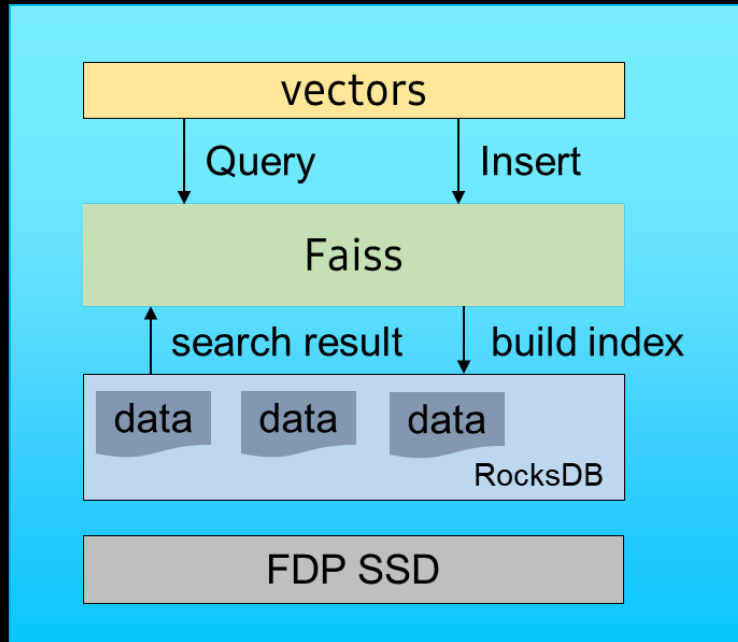 vectors
Query Insert
Faiss
search result build index
data data data
RocksDB
FDP SSD